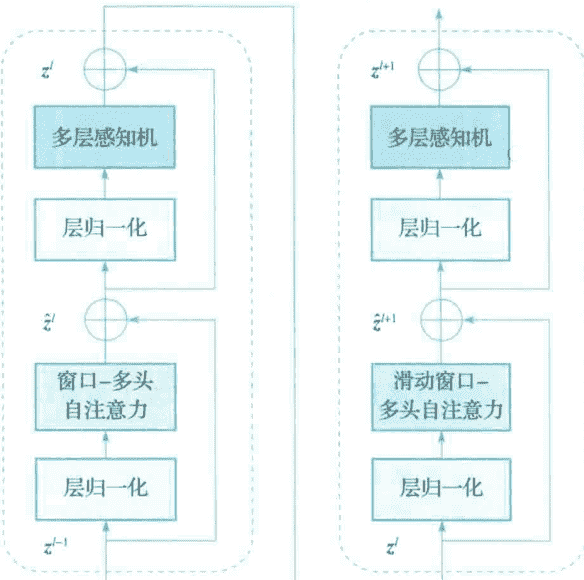 z^l
多层感知机
层归一化
ẑ^l
窗口-多头
自注意力
层归一化
z^{l-1}
z^{l+1}
多层感知机
层归一化
ẑ^{l+1}
滑动窗口-
多头自注意力
层归一化
z^l